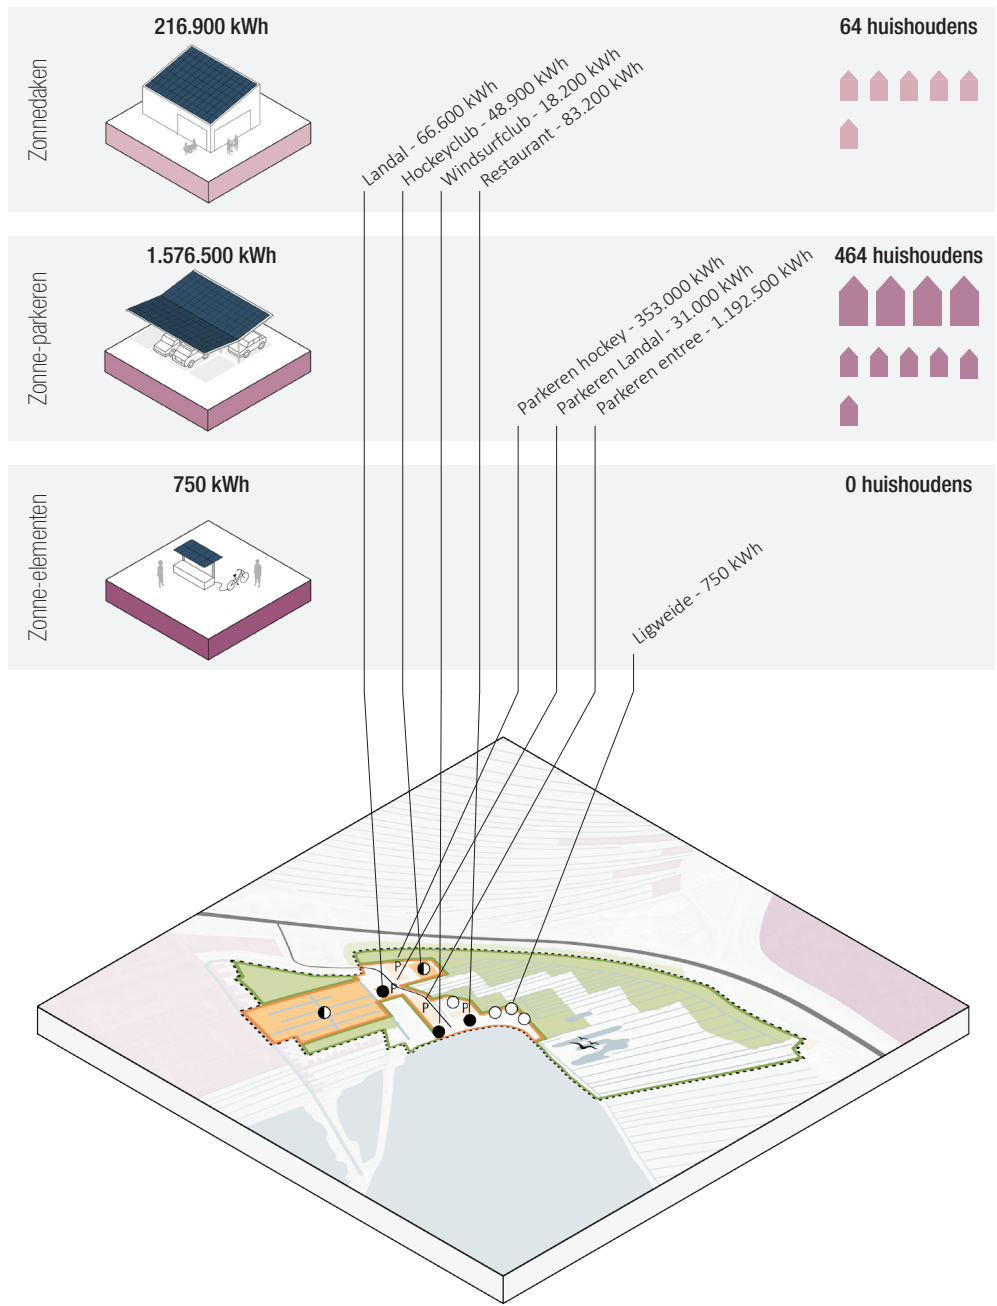 216.900 kWh
64 huishoudens
Zonnedaken
Landal - 66.600 kWh
Hockeyclub - 48.900 kWh
Windsurfclub - 18.200 kWh
Restaurant - 83.200 kWh
1.576.500 kWh
464 huishoudens
Zonne-parkeren
Parkeren hockey - 353.000 kWh
Parkeren Landal - 31.000 kWh
Parkeren entree - 1.192.500 kWh
750 kWh
0 huishoudens
Zonne-elementen
Ligweide - 750 kWh
P
P
P
P